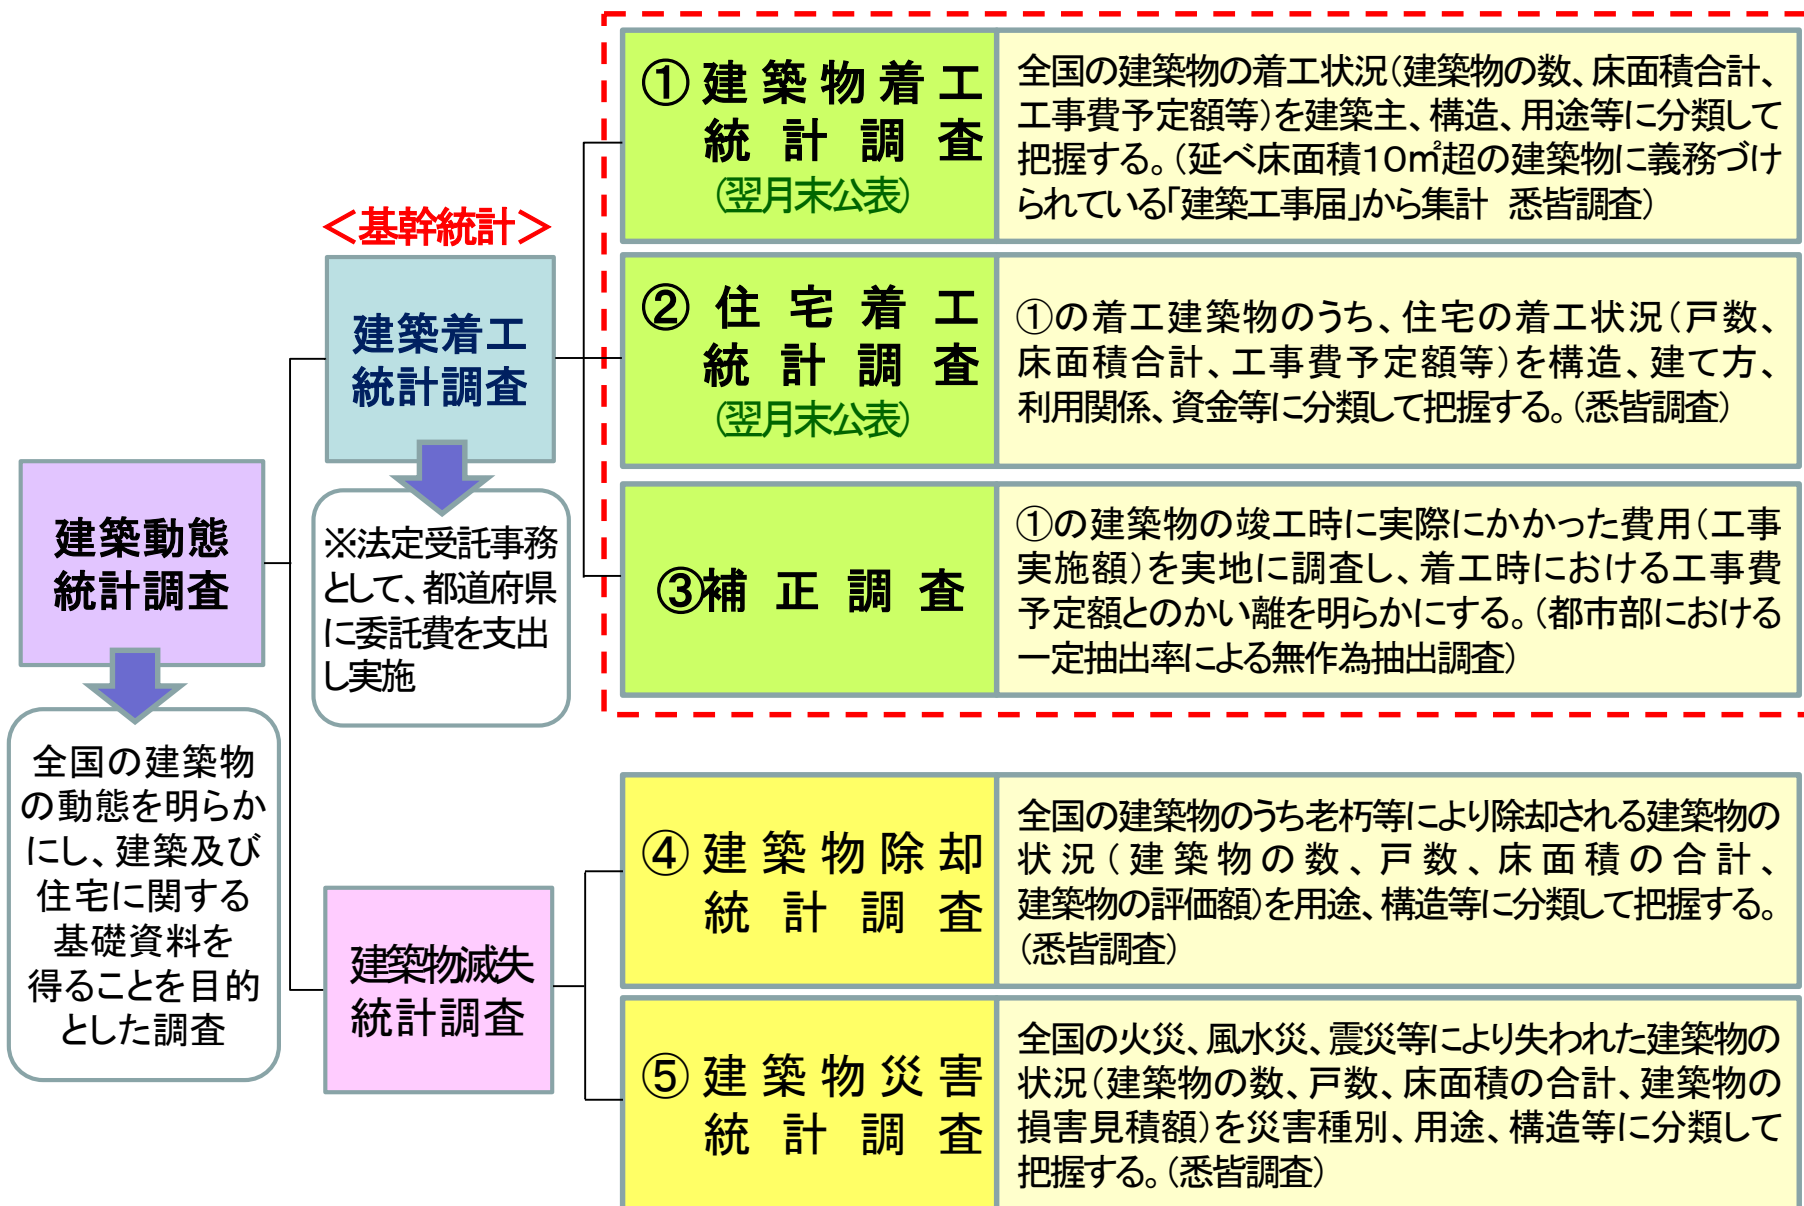 建築動態
統計調査
全国の建築物
の動態を明らか
にし、建築及び
住宅に関する
基礎資料を
得ることを目的
とした調査
＜基幹統計＞
建築着工
統計調査
※法定受託事務
として、都道府県
に委託費を支出
し実施
①建築物着工
統計調査
（翌月末公表）
全国の建築物の着工状況（建築物の数、床面積合計、
工事費予定額等）を建築主、構造、用途等に分類して
把握する。（延べ床面積１０㎡超の建築物に義務づけ
られている「建築工事届」から集計　悉皆調査）
②住宅着工
統計調査
（翌月末公表）
①の着工建築物のうち、住宅の着工状況（戸数、
床面積合計、工事費予定額等）を構造、建て方、
利用関係、資金等に分類して把握する。（悉皆調査）
③補正調査
①の建築物の竣工時に実際にかかった費用（工事
実施額）を実地に調査し、着工時における工事費
予定額とのかい離を明らかにする。（都市部における
一定抽出率による無作為抽出調査）
建築物滅失
統計調査
④建築物除却
統計調査
全国の建築物のうち老朽等により除却される建築物の
状況（建築物の数、戸数、床面積の合計、
建築物の評価額）を用途、構造等に分類して把握する。
（悉皆調査）
⑤建築物災害
統計調査
全国の火災、風水災、震災等により失われた建築物の
状況（建築物の数、戸数、床面積の合計、建築物の
損害見積額）を災害種別、用途、構造等に分類して
把握する。（悉皆調査）